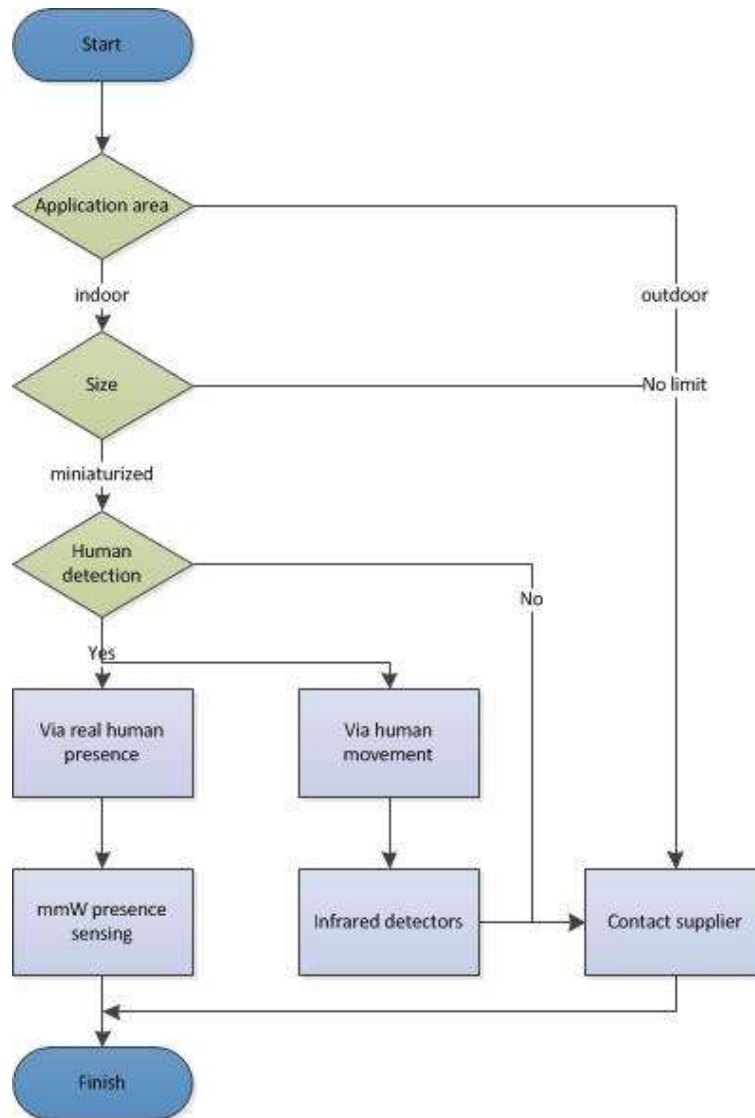 Start
Application area
indoor
outdoor
Size
No limit
miniaturized
Human
detection
No
Yes
Via real human
presence
Via human
movement
mmW presence
sensing
Infrared detectors
Contact supplier
Finish